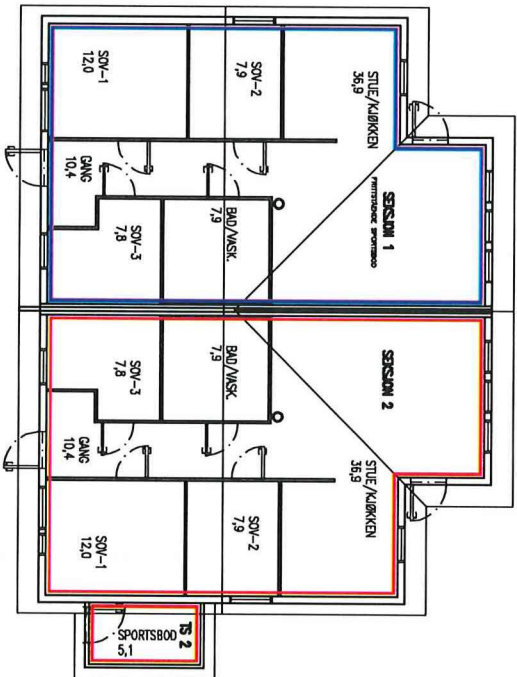 SOV-1
12,0
SOV-2
7,9
STUE/KJØKKEN
36,9
GANG
10,4
SOV-3
7,8
BAD/VASK.
7,9
SEKSJON 1
FRITTSTÅENDE SPORTSBOD
SOV-3
7,8
BAD/VASK.
7,9
SEKSJON 2
GANG
10,4
STUE/KJØKKEN
36,9
SOV-1
12,0
SOV-2
7,9
TS 2
SPORTSBOD
5,1